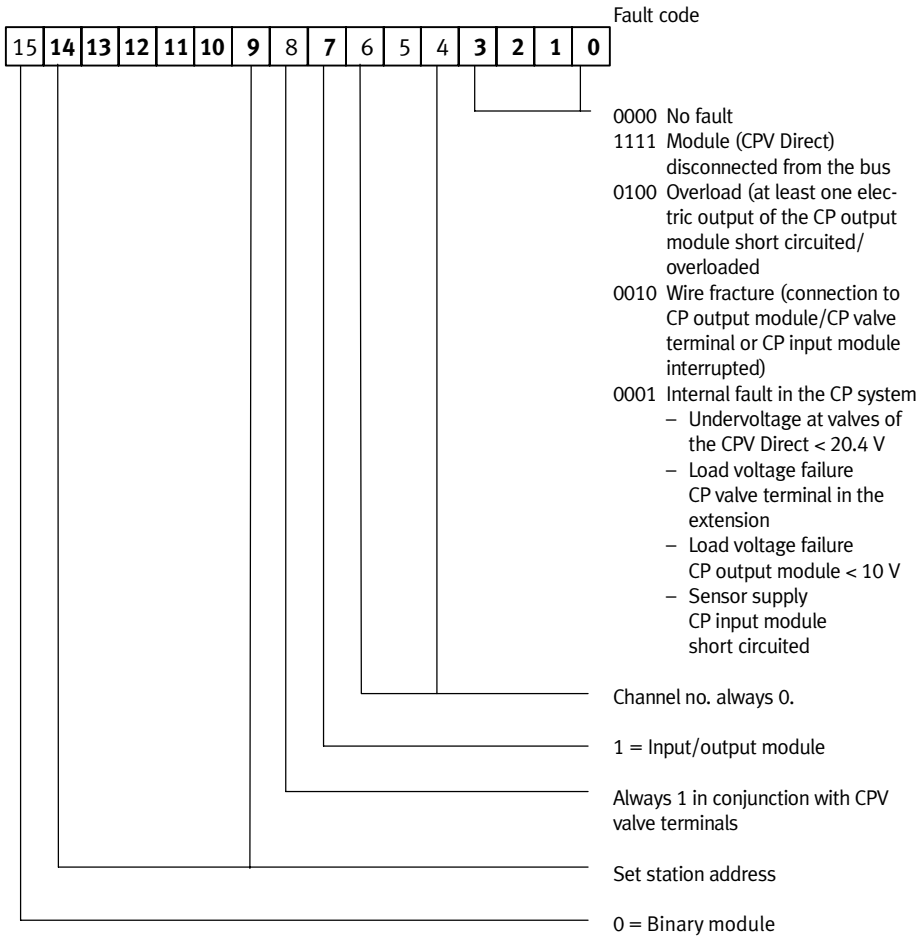 Fault code
15 14 13 12 11 10 9 8 7 6 5 4 3 2 1 0
0000 No fault
1111 Module (CPV Direct)
disconnected from the bus
0100 Overload (at least one elec-
tric output of the CP output
module short circuited/
overloaded
0010 Wire fracture (connection to
CP output module/CP valve
terminal or CP input module
interrupted)
0001 Internal fault in the CP system
– Undervoltage at valves of
the CPV Direct < 20.4 V
– Load voltage failure
CP valve terminal in the
extension
– Load voltage failure
CP output module < 10 V
– Sensor supply
CP input module
short circuited
Channel no. always 0.
1 = Input/output module
Always 1 in conjunction with CPV
valve terminals
Set station address
0 = Binary module